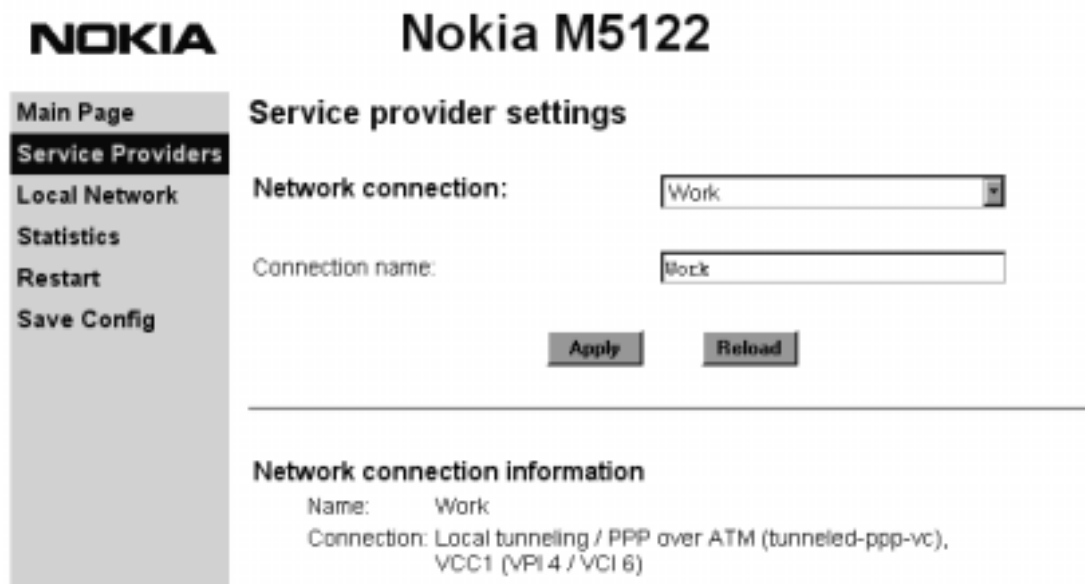 NOKIA
Nokia M5122
Main Page
Service Providers
Local Network
Statistics
Restart
Save Config
Service provider settings
Network connection:
Work
Connection name:
Work
Apply
Reload
Network connection information
Name: Work
Connection: Local tunneling / PPP over ATM (tunneled-ppp-vc),
VCC1 (VPI 4 / VCI 6)